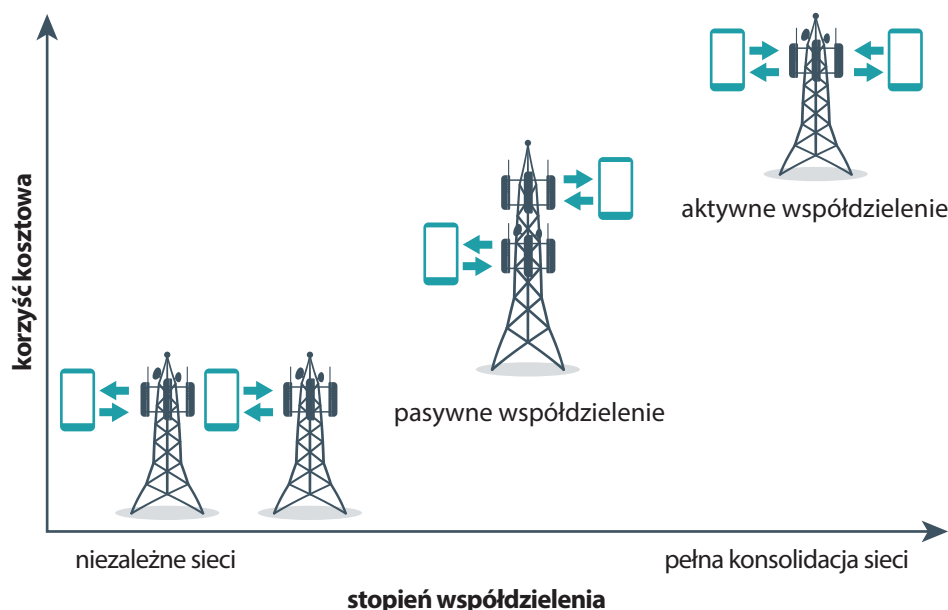 korzyść kosztowa
aktywne współdzielenie
pasywne współdzielenie
niezależne sieci
pełna konsolidacja sieci
stopień współdzielenia